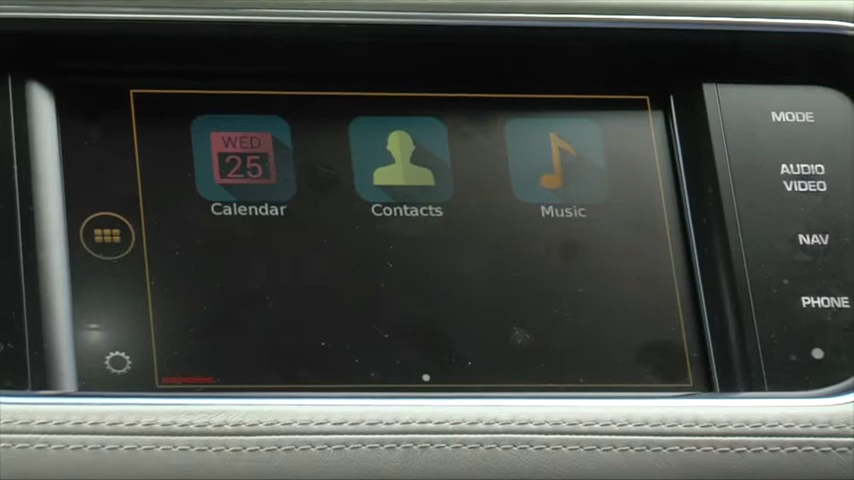 WED
25
Calendar
Contacts
Music
MODE
AUDIO
VIDEO
NAV
PHONE